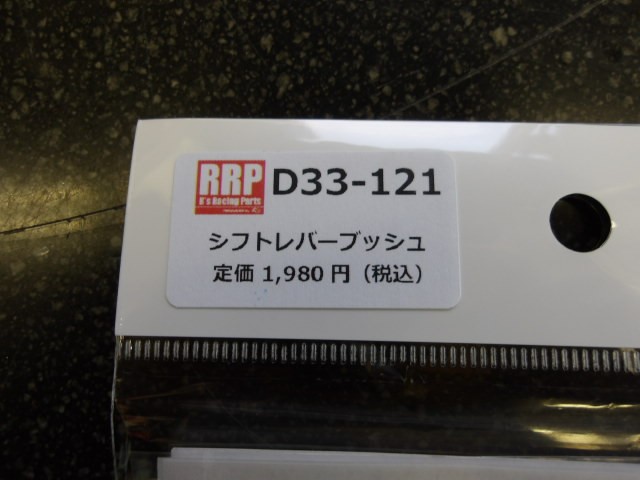 RRP
R's Racing Parts
D33-121
シフトレバーブッシュ
定価 1,980 円（税込）